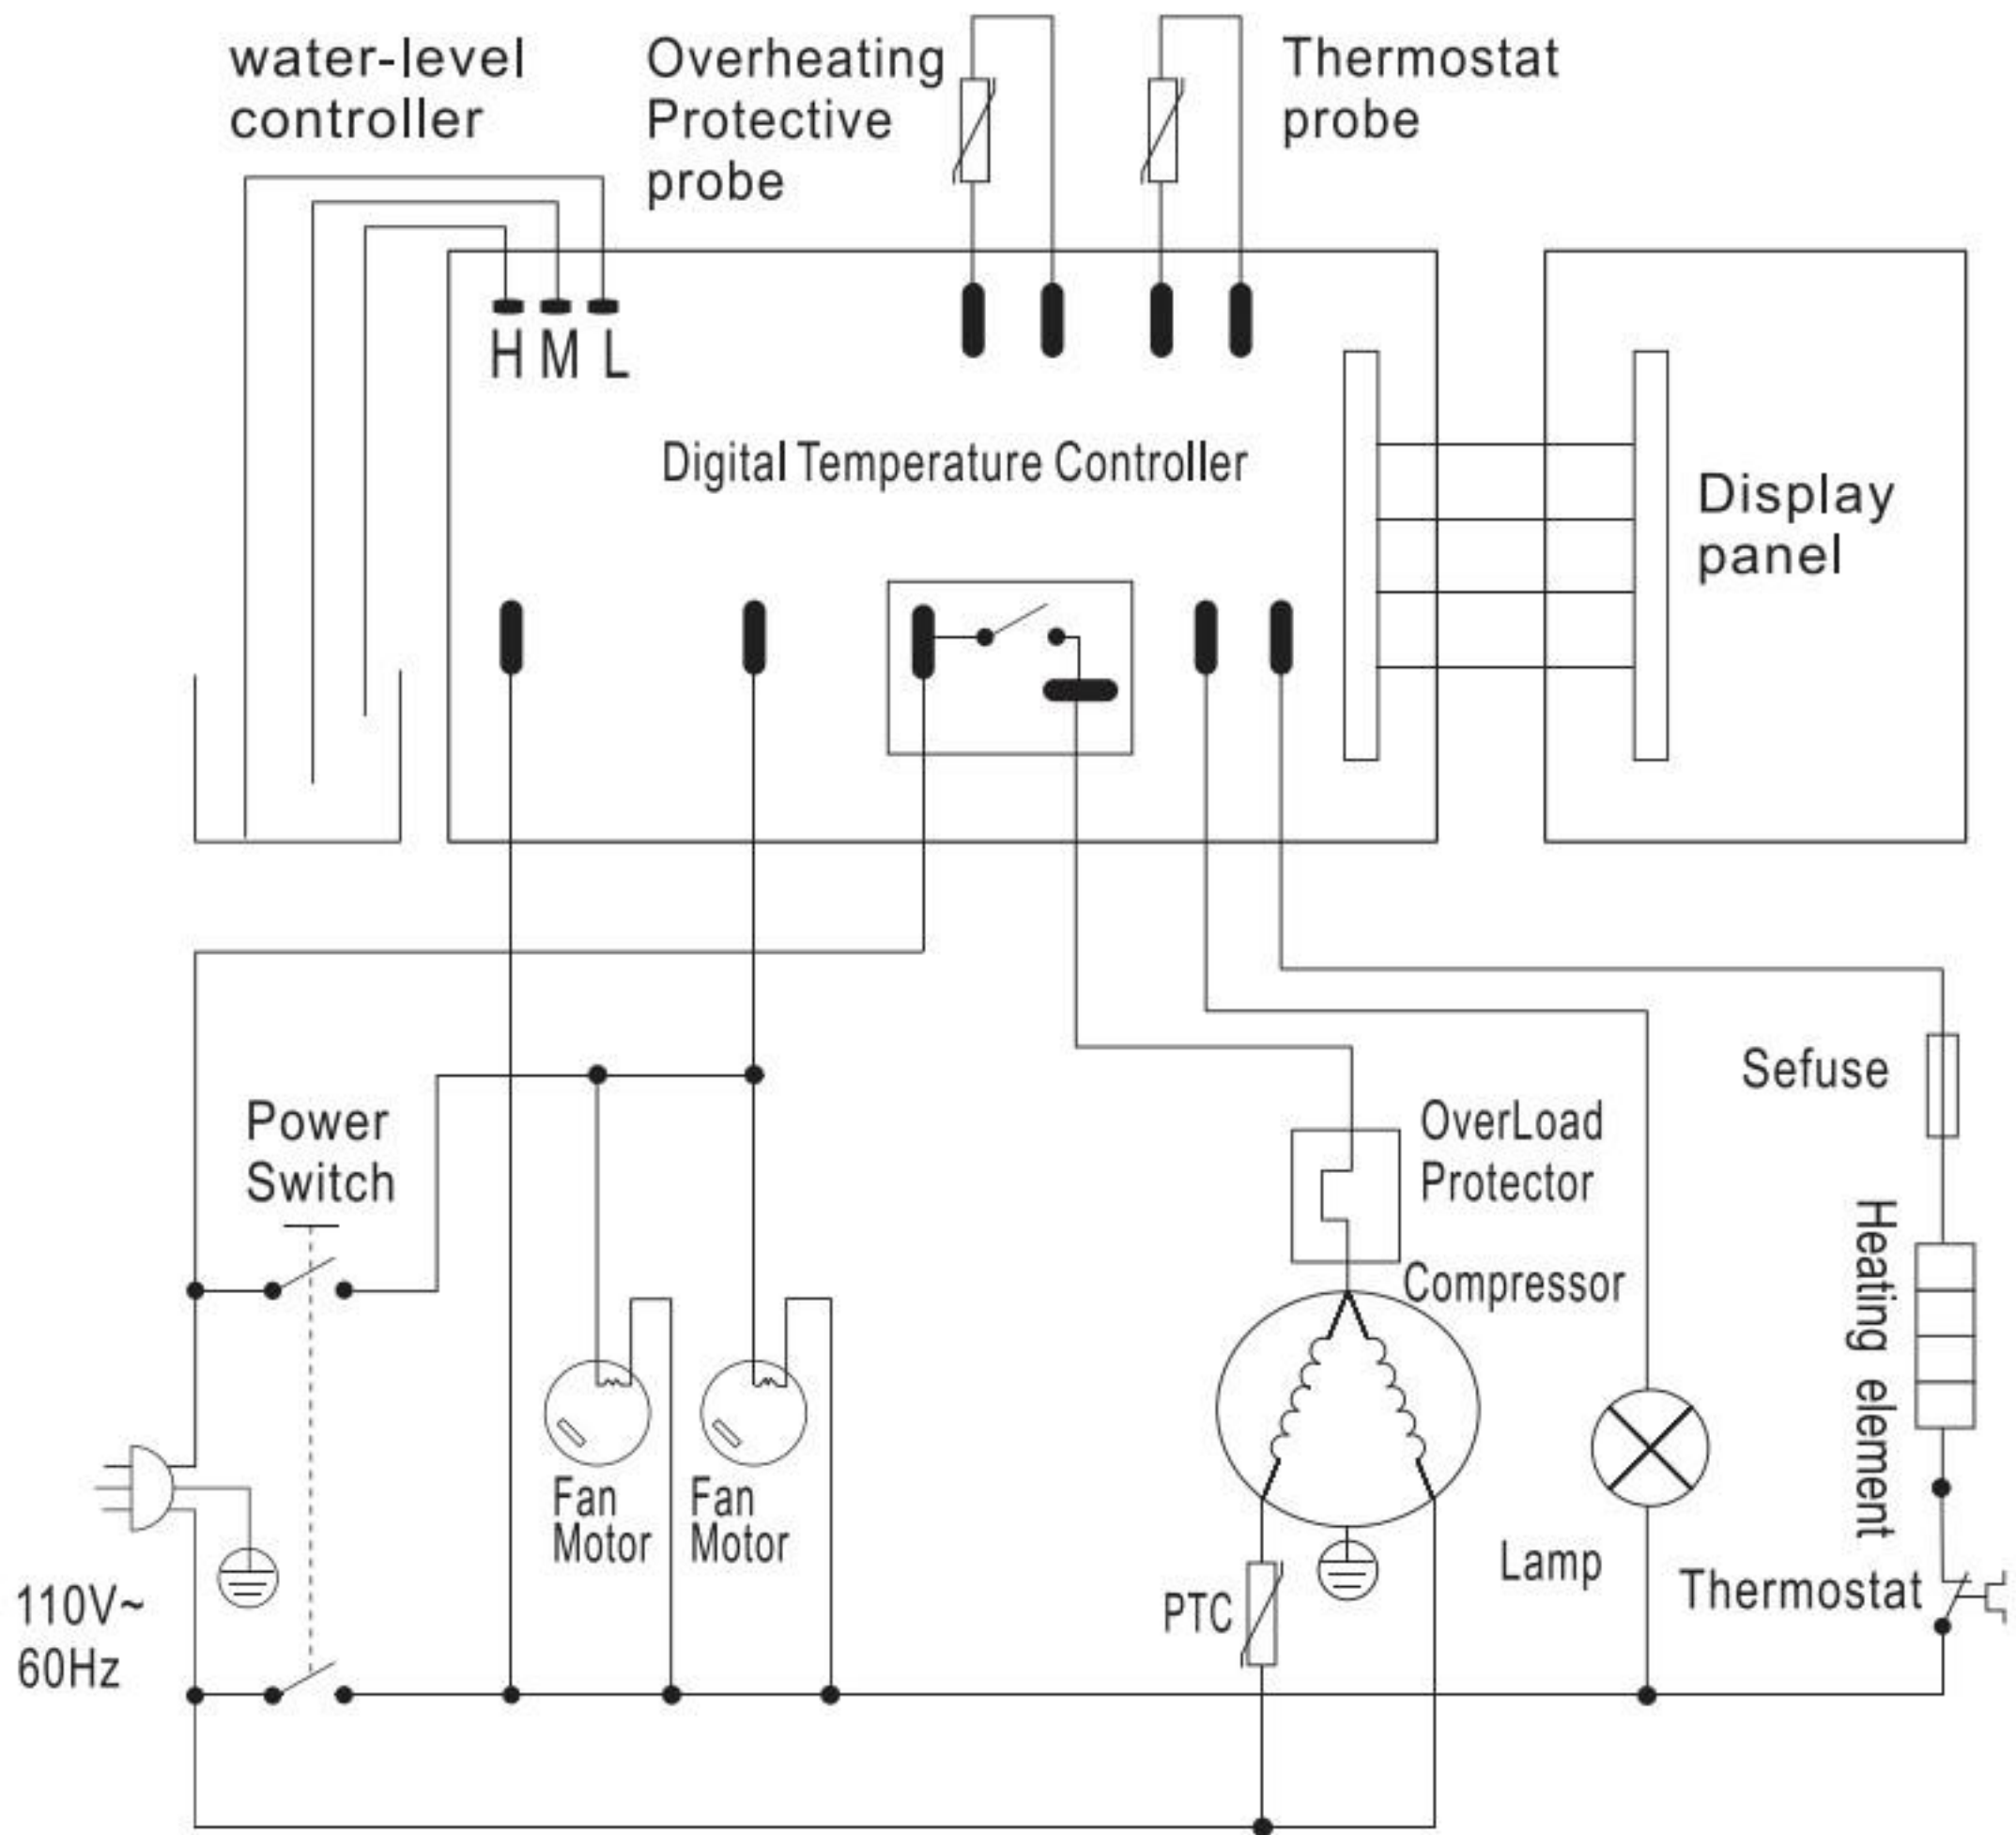 water-level
controller
Overheating
Protective
probe
Thermostat
probe
H M L
Digital Temperature Controller
Display
panel
Power
Switch
Sefuse
OverLoad
Protector
Compressor
Heating element
Fan
Motor
Fan
Motor
Lamp
Thermostat
PTC
110V~
60Hz